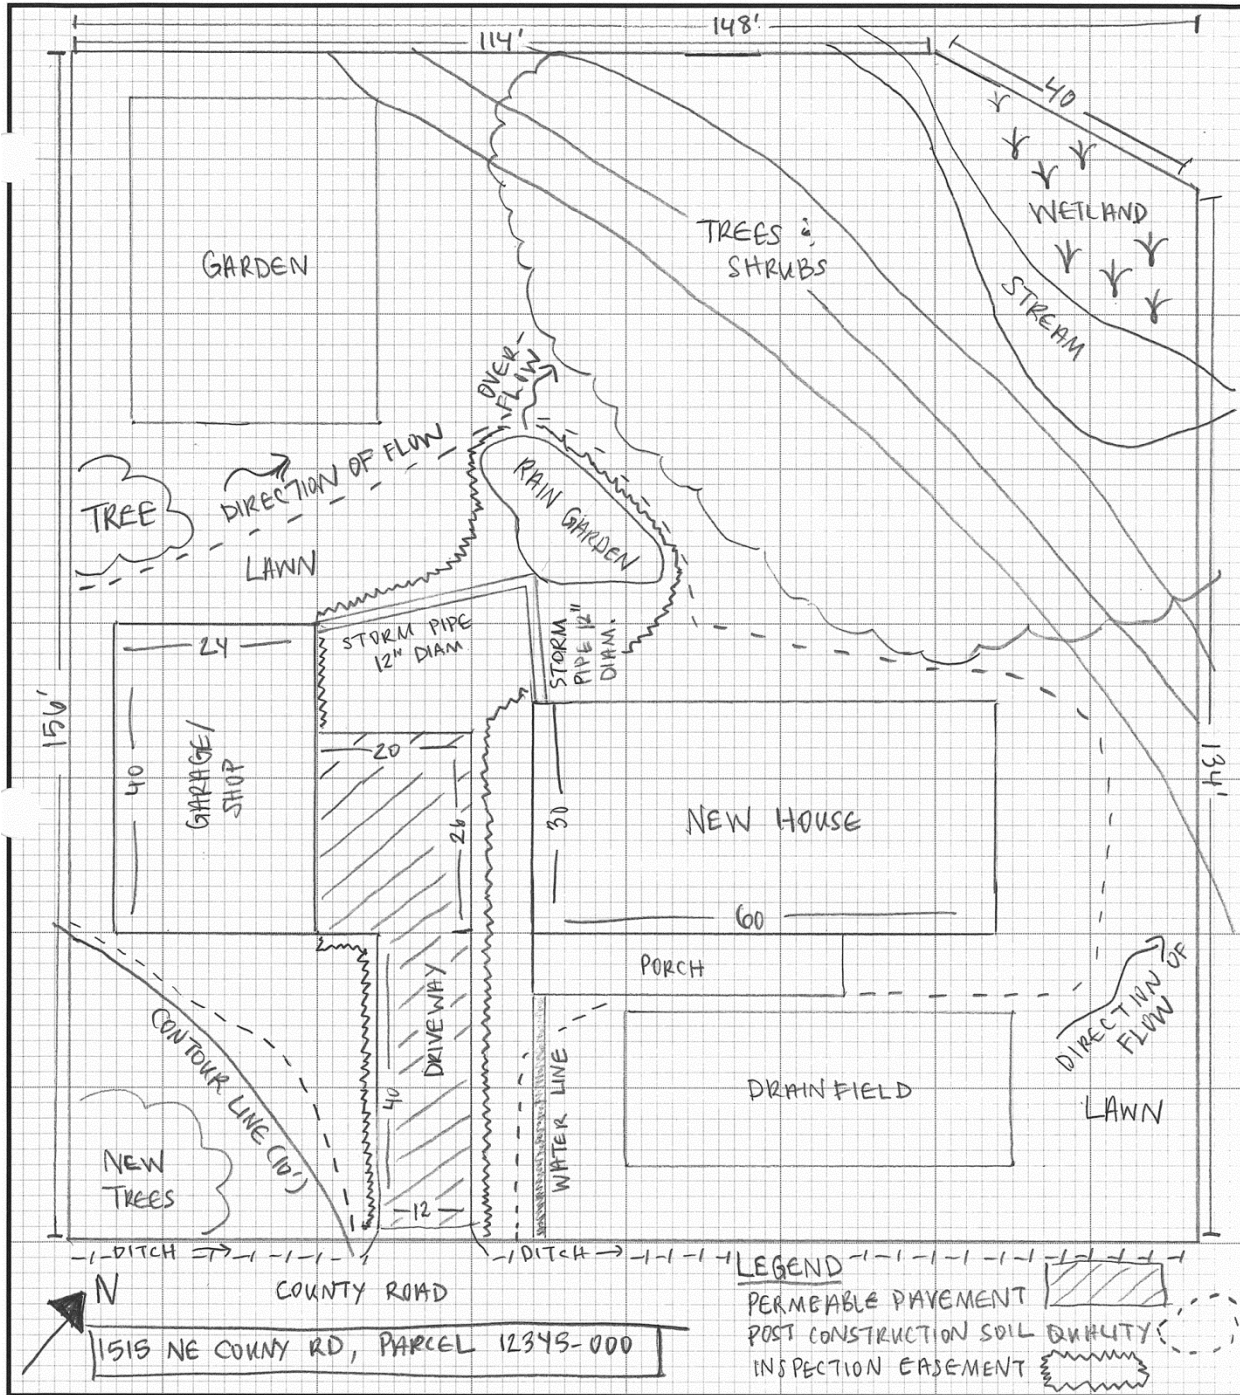 148'
114'
40
WETLAND
TREES &
SHRUBS
GARDEN
STREAM
OVER-
FLOW
DIRECTION OF FLOW
RAIN GARDEN
TREE
LAWN
STORM PIPE
12" DIAM
STORM
PIPE 12"
DIAM.
24
156'
40
GARAGE/
SHOP
20
26
30
NEW HOUSE
134'
60
PORCH
DRIVEWAY
DIRECTION OF
FLOW
CONTOUR LINE (10')
40
WATER LINE
DRAINFIELD
LAWN
NEW
TREES
12
DITCH
DITCH
N
COUNTY ROAD
LEGEND
PERMEABLE PAVEMENT
POST CONSTRUCTION SOIL QUALITY
INSPECTION EASEMENT
1515 NE COUNY RD, PARCEL 12345-000